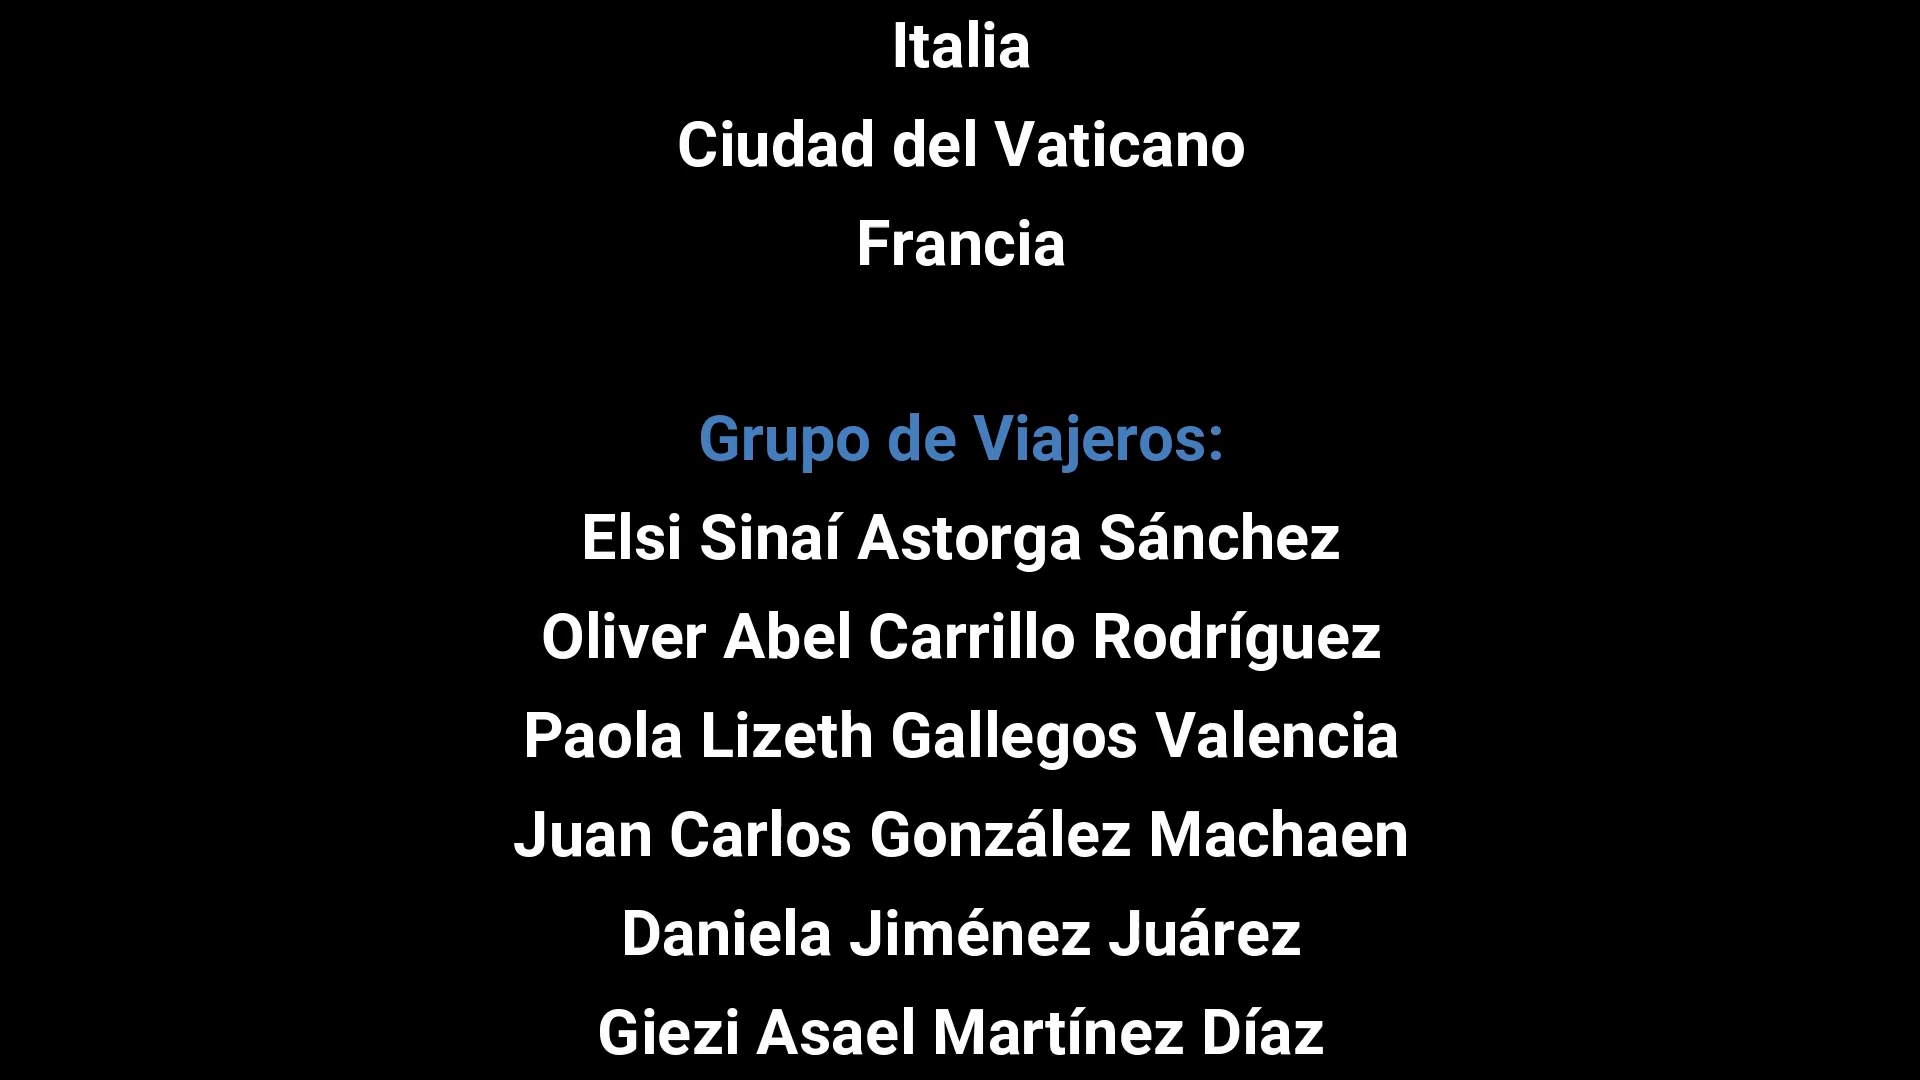 Italia
Ciudad del Vaticano
Francia
Grupo de Viajeros:
Elsi Sinaí Astorga Sánchez
Oliver Abel Carrillo Rodríguez
Paola Lizeth Gallegos Valencia
Juan Carlos González Machaen
Daniela Jiménez Juárez
Giezi Asael Martínez Díaz